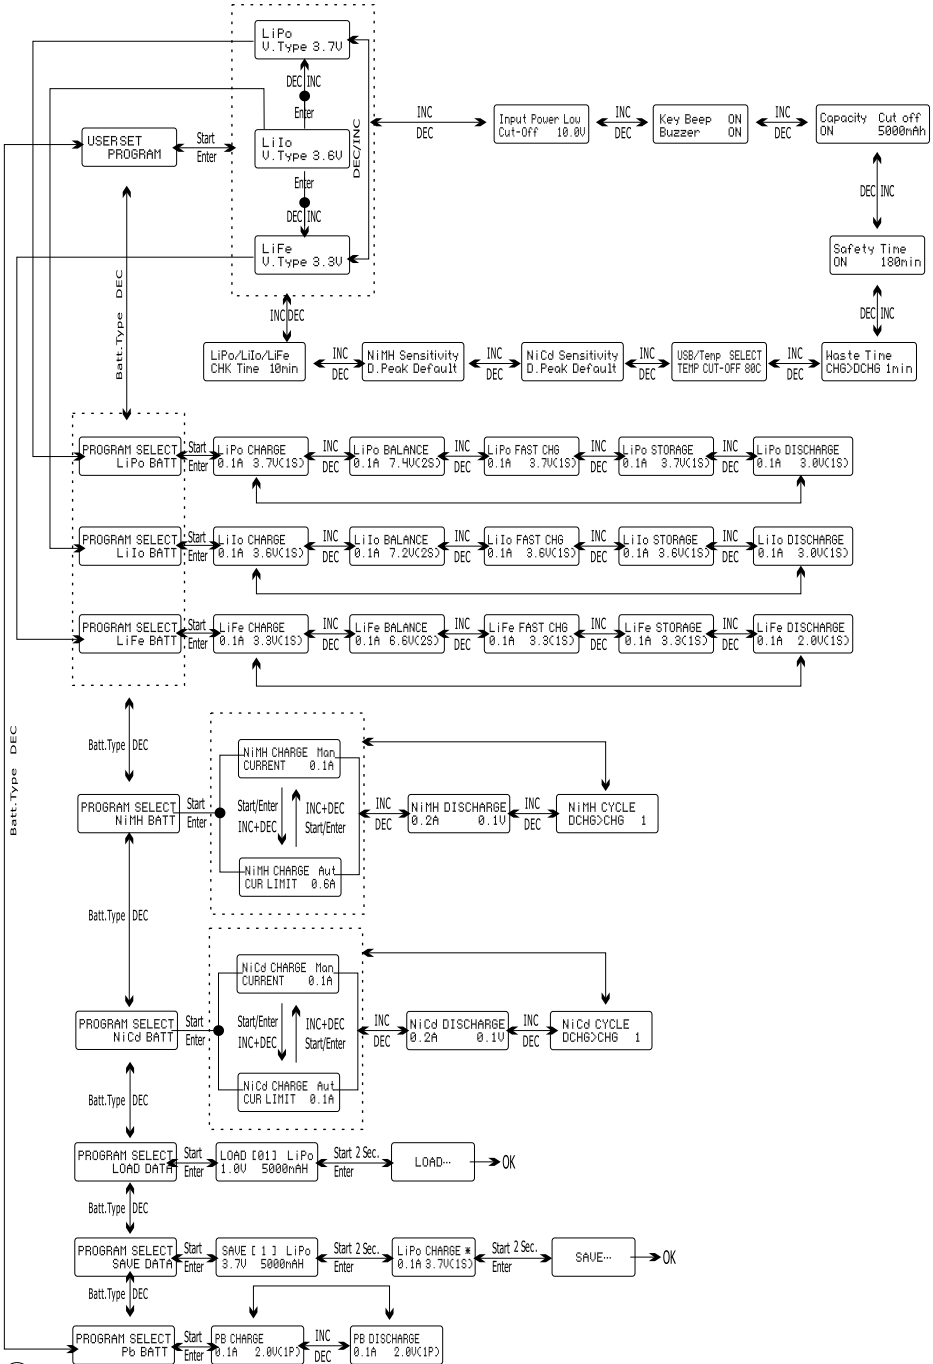 LiPo
V.Type 3.7V
DEC INC
Enter
LiIo
V.Type 3.6V
Enter
DEC INC
LiFe
V.Type 3.3V
DEC/INC
USER SET
PROGRAM
Start
Enter
INC
DEC
Input Power Low
Cut-Off 10.0V
INC
DEC
Key Beep ON
Buzzer ON
INC
DEC
Capacity Cut off
ON 5000mAh
DEC INC
Safety Time
ON 180min
DEC INC
Batt.Type DEC
INC DEC
LiPo/LiIo/LiFe
CHK Time 10min
INC
DEC
NiMH Sensitivity
D.Peak Default
INC
DEC
NiCd Sensitivity
D.Peak Default
INC
DEC
USB/Temp SELECT
TEMP CUT-OFF 80C
INC
DEC
Waste Time
CHG>DCHG 1min
PROGRAM SELECT
LiPo BATT
Start
Enter
LiPo CHARGE
0.1A 3.7V(1S)
INC
DEC
LiPo BALANCE
0.1A 7.4V(2S)
INC
DEC
LiPo FAST CHG
0.1A 3.7V(1S)
INC
DEC
LiPo STORAGE
0.1A 3.7V(1S)
INC
DEC
LiPo DISCHARGE
0.1A 3.0V(1S)
PROGRAM SELECT
LiIo BATT
Start
Enter
LiIo CHARGE
0.1A 3.6V(1S)
INC
DEC
LiIo BALANCE
0.1A 7.2V(2S)
INC
DEC
LiIo FAST CHG
0.1A 3.6V(1S)
INC
DEC
LiIo STORAGE
0.1A 3.6V(1S)
INC
DEC
LiIo DISCHARGE
0.1A 3.0V(1S)
PROGRAM SELECT
LiFe BATT
Start
Enter
LiFe CHARGE
0.1A 3.3V(1S)
INC
DEC
LiFe BALANCE
0.1A 6.6V(2S)
INC
DEC
LiFe FAST CHG
0.1A 3.3(1S)
INC
DEC
LiFe STORAGE
0.1A 3.3(1S)
INC
DEC
LiFe DISCHARGE
0.1A 2.0V(1S)
Batt.Type DEC
Batt.Type DEC
NiMH CHARGE Man
CURRENT 0.1A
PROGRAM SELECT
NiMH BATT
Start
Enter
Start/Enter
INC+DEC
INC+DEC
Start/Enter
NiMH CHARGE Aut
CUR LIMIT 0.6A
INC
DEC
NiMH DISCHARGE
0.2A 0.1V
INC
DEC
NiMH CYCLE
DCHG>CHG 1
Batt.Type DEC
NiCd CHARGE Man
CURRENT 0.1A
PROGRAM SELECT
NiCd BATT
Start
Enter
Start/Enter
INC+DEC
INC+DEC
Start/Enter
NiCd CHARGE Aut
CUR LIMIT 0.1A
INC
DEC
NiCd DISCHARGE
0.2A 0.1V
INC
DEC
NiCd CYCLE
DCHG>CHG 1
Batt.Type DEC
PROGRAM SELECT
LOAD DATA
Start
Enter
LOAD [01] LiPo
1.0V 5000mAH
Start 2 Sec.
Enter
LOAD…
OK
Batt.Type DEC
PROGRAM SELECT
SAVE DATA
Start
Enter
SAVE [ 1 ] LiPo
3.7V 5000mAH
Start 2 Sec.
Enter
LiPo CHARGE *
0.1A 3.7V(1S)
Start 2 Sec.
Enter
SAVE…
OK
Batt.Type DEC
PROGRAM SELECT
Pb BATT
Start
Enter
PB CHARGE
0.1A 2.0V(1P)
INC
DEC
PB DISCHARGE
0.1A 2.0V(1P)